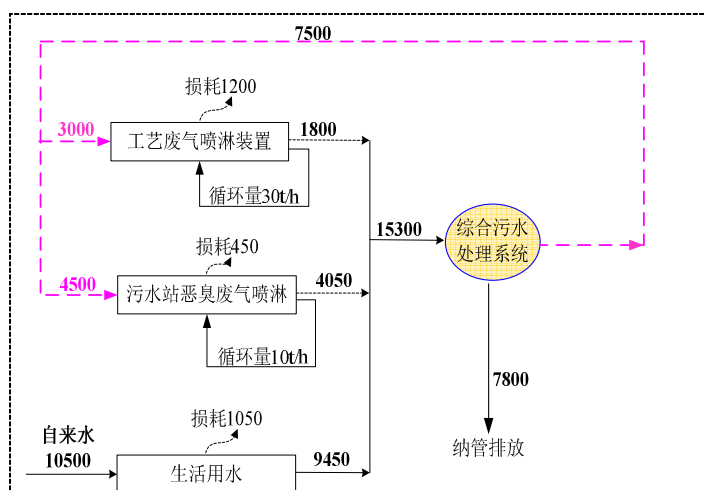 7500
损耗1200
3000
工艺废气喷淋装置
1800
循环量30t/h
15300
综合污水
处理系统
损耗450
4500
污水站恶臭废气喷淋
4050
循环量10t/h
7800
损耗1050
自来水
10500
生活用水
9450
纳管排放